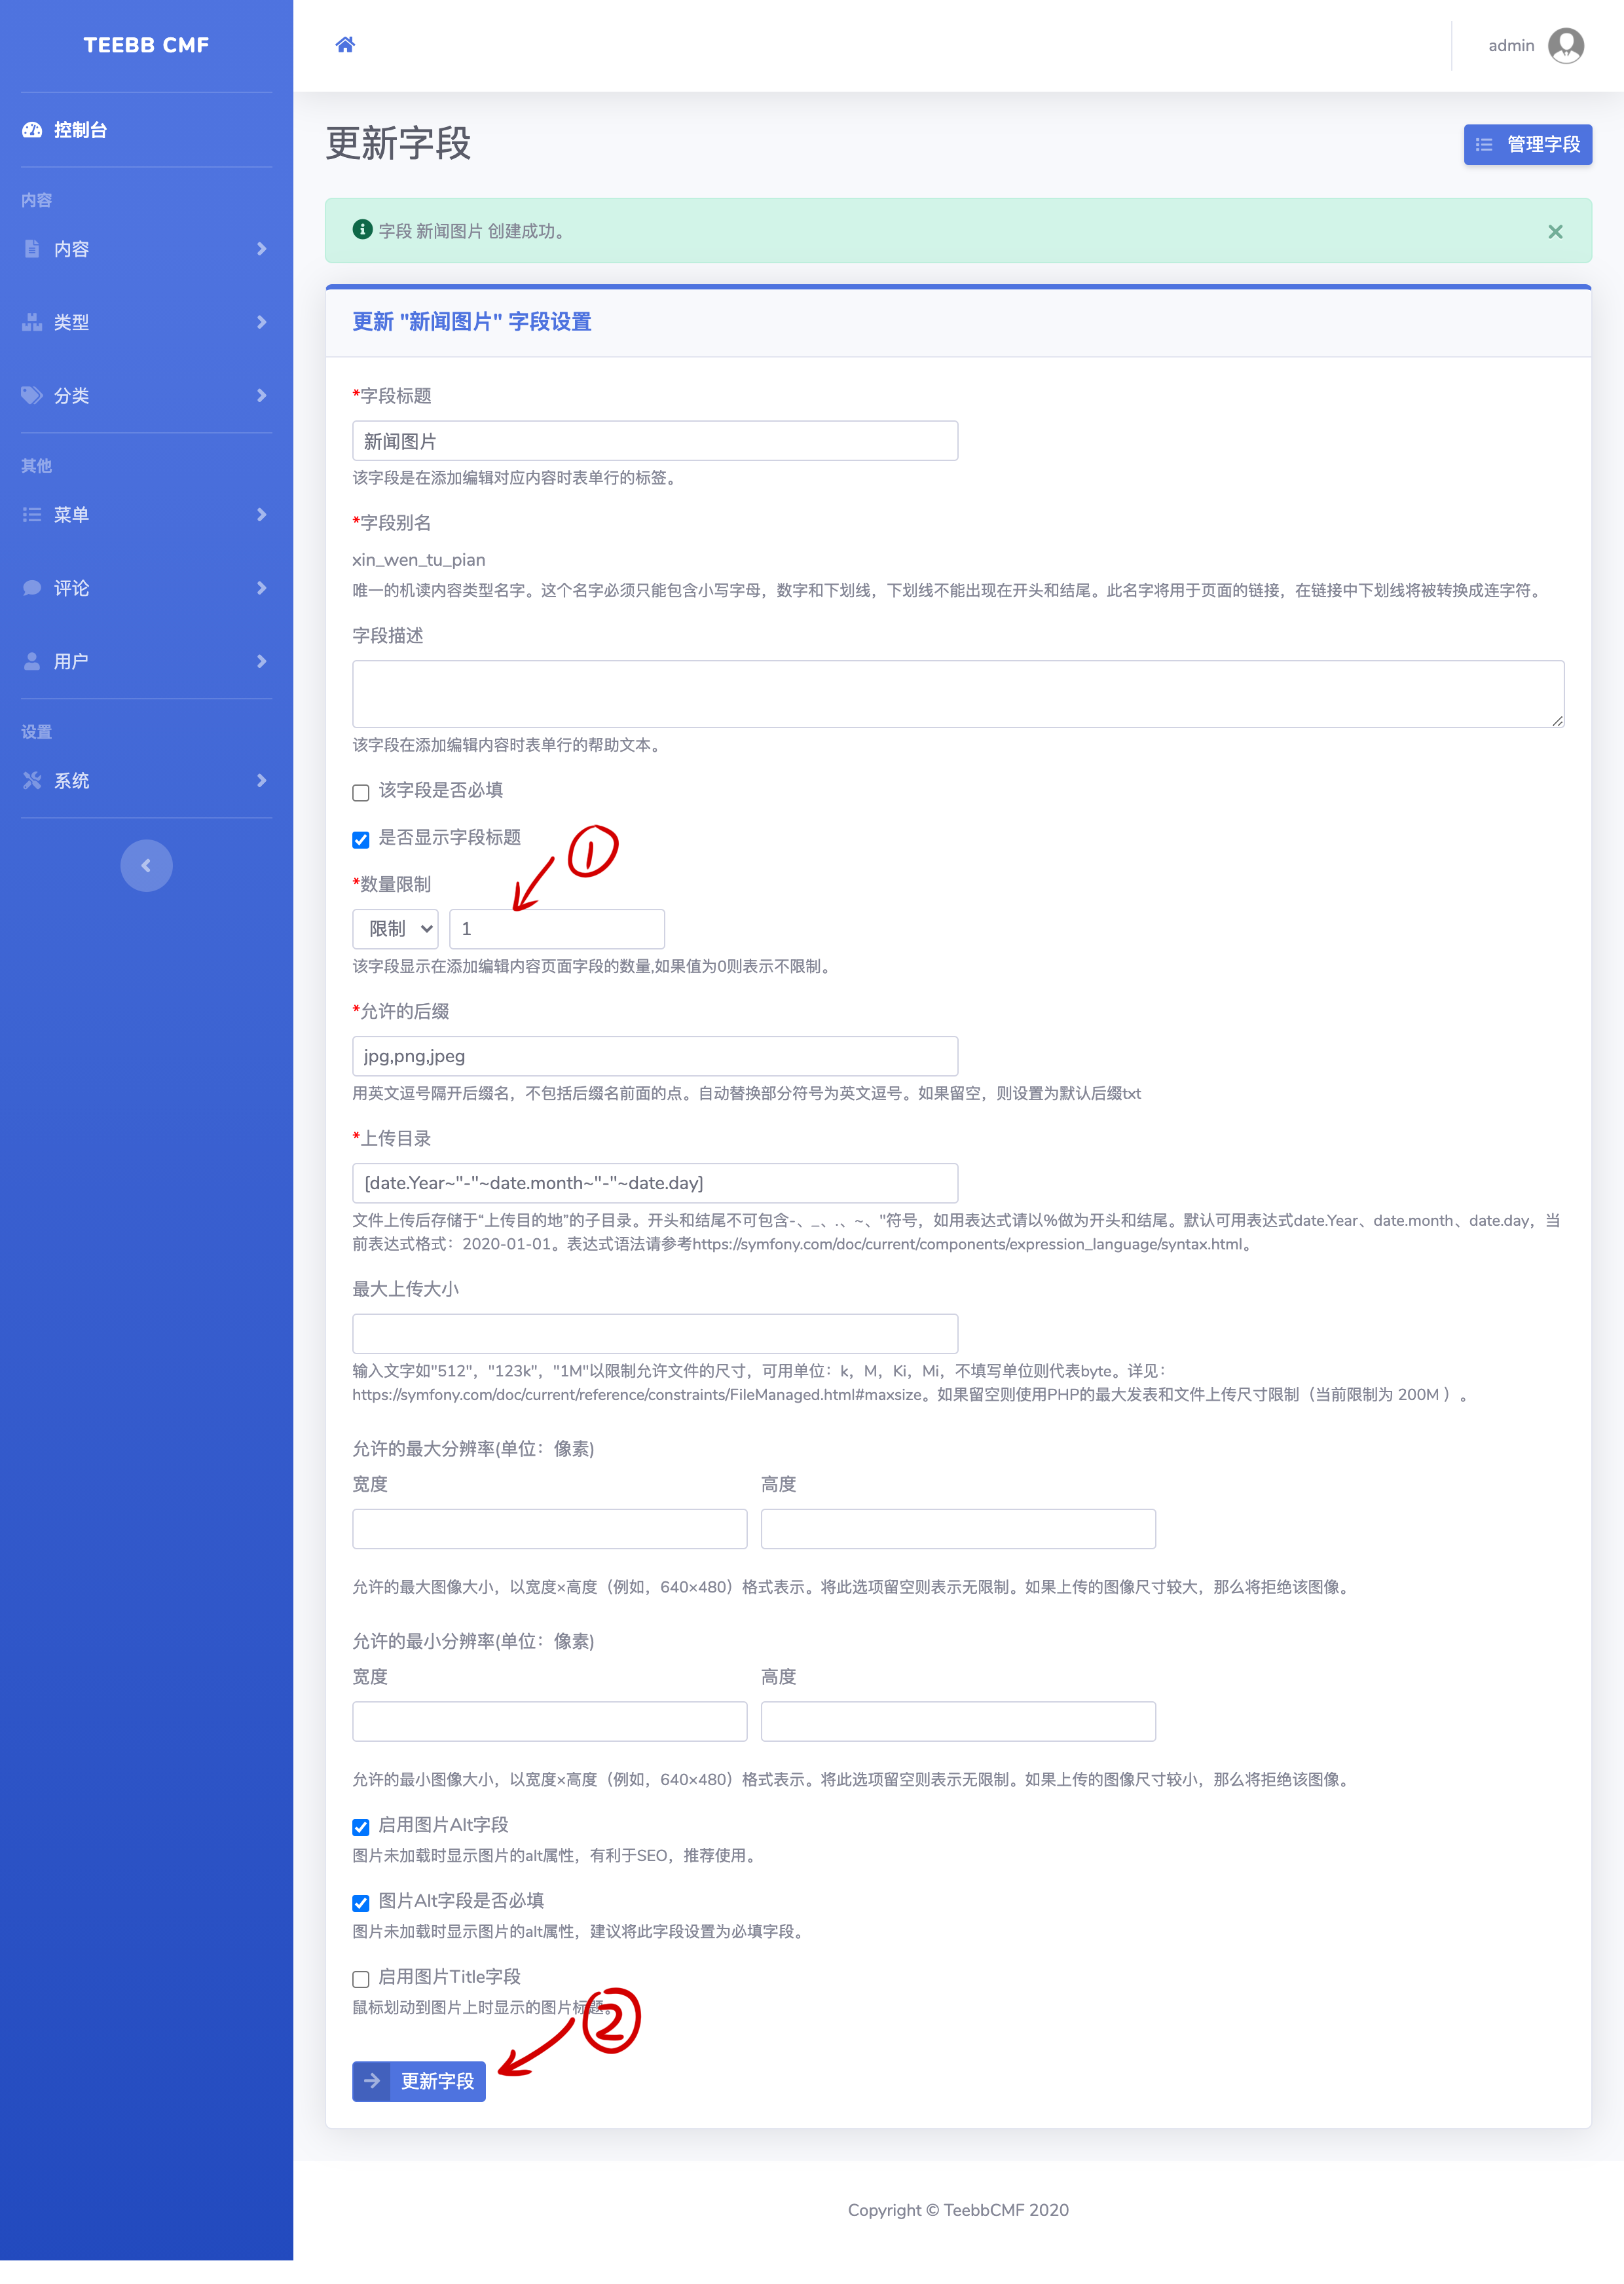 TEEBB CMF
控制台
内容
内容
类型
分类
其他
菜单
评论
用户
设置
系统
admin
更新字段
管理字段
字段 新闻图片 创建成功。
更新 "新闻图片" 字段设置
*字段标题
新闻图片
该字段是在添加编辑对应内容时表单行的标签。
*字段别名
xin_wen_tu_pian
唯一的机读内容类型名字。这个名字必须只能包含小写字母，数字和下划线，下划线不能出现在开头和结尾。此名字将用于页面的链接，在链接中下划线将被转换成连字符。
字段描述
该字段在添加编辑内容时表单行的帮助文本。
该字段是否必填
是否显示字段标题
①
*数量限制
限制 1
该字段显示在添加编辑内容页面字段的数量,如果值为0则表示不限制。
*允许的后缀
jpg,png,jpeg
用英文逗号隔开后缀名，不包括后缀名前面的点。自动替换部分符号为英文逗号。如果留空，则设置为默认后缀txt
*上传目录
[date.Year~"-"~date.month~"-"~date.day]
文件上传后存储于“上传目的地”的子目录。开头和结尾不可包含-、_、.、~、"符号，如用表达式请以%做为开头和结尾。默认可用表达式date.Year、date.month、date.day，当
前表达式格式：2020-01-01。表达式语法请参考https://symfony.com/doc/current/components/expression_language/syntax.html。
最大上传大小
输入文字如"512"，"123k"，"1M"以限制允许文件的尺寸，可用单位：k，M，Ki，Mi，不填写单位则代表byte。详见：
https://symfony.com/doc/current/reference/constraints/FileManaged.html#maxsize。如果留空则使用PHP的最大发表和文件上传尺寸限制（当前限制为 200M ）。
允许的最大分辨率(单位：像素)
宽度 高度
允许的最大图像大小，以宽度×高度（例如，640×480）格式表示。将此选项留空则表示无限制。如果上传的图像尺寸较大，那么将拒绝该图像。
允许的最小分辨率(单位：像素)
宽度 高度
允许的最小图像大小，以宽度×高度（例如，640×480）格式表示。将此选项留空则表示无限制。如果上传的图像尺寸较小，那么将拒绝该图像。
启用图片Alt字段
图片未加载时显示图片的alt属性，有利于SEO，推荐使用。
图片Alt字段是否必填
图片未加载时显示图片的alt属性，建议将此字段设置为必填字段。
启用图片Title字段
鼠标划动到图片上时显示的图片标题。
②
更新字段
Copyright © TeebbCMF 2020